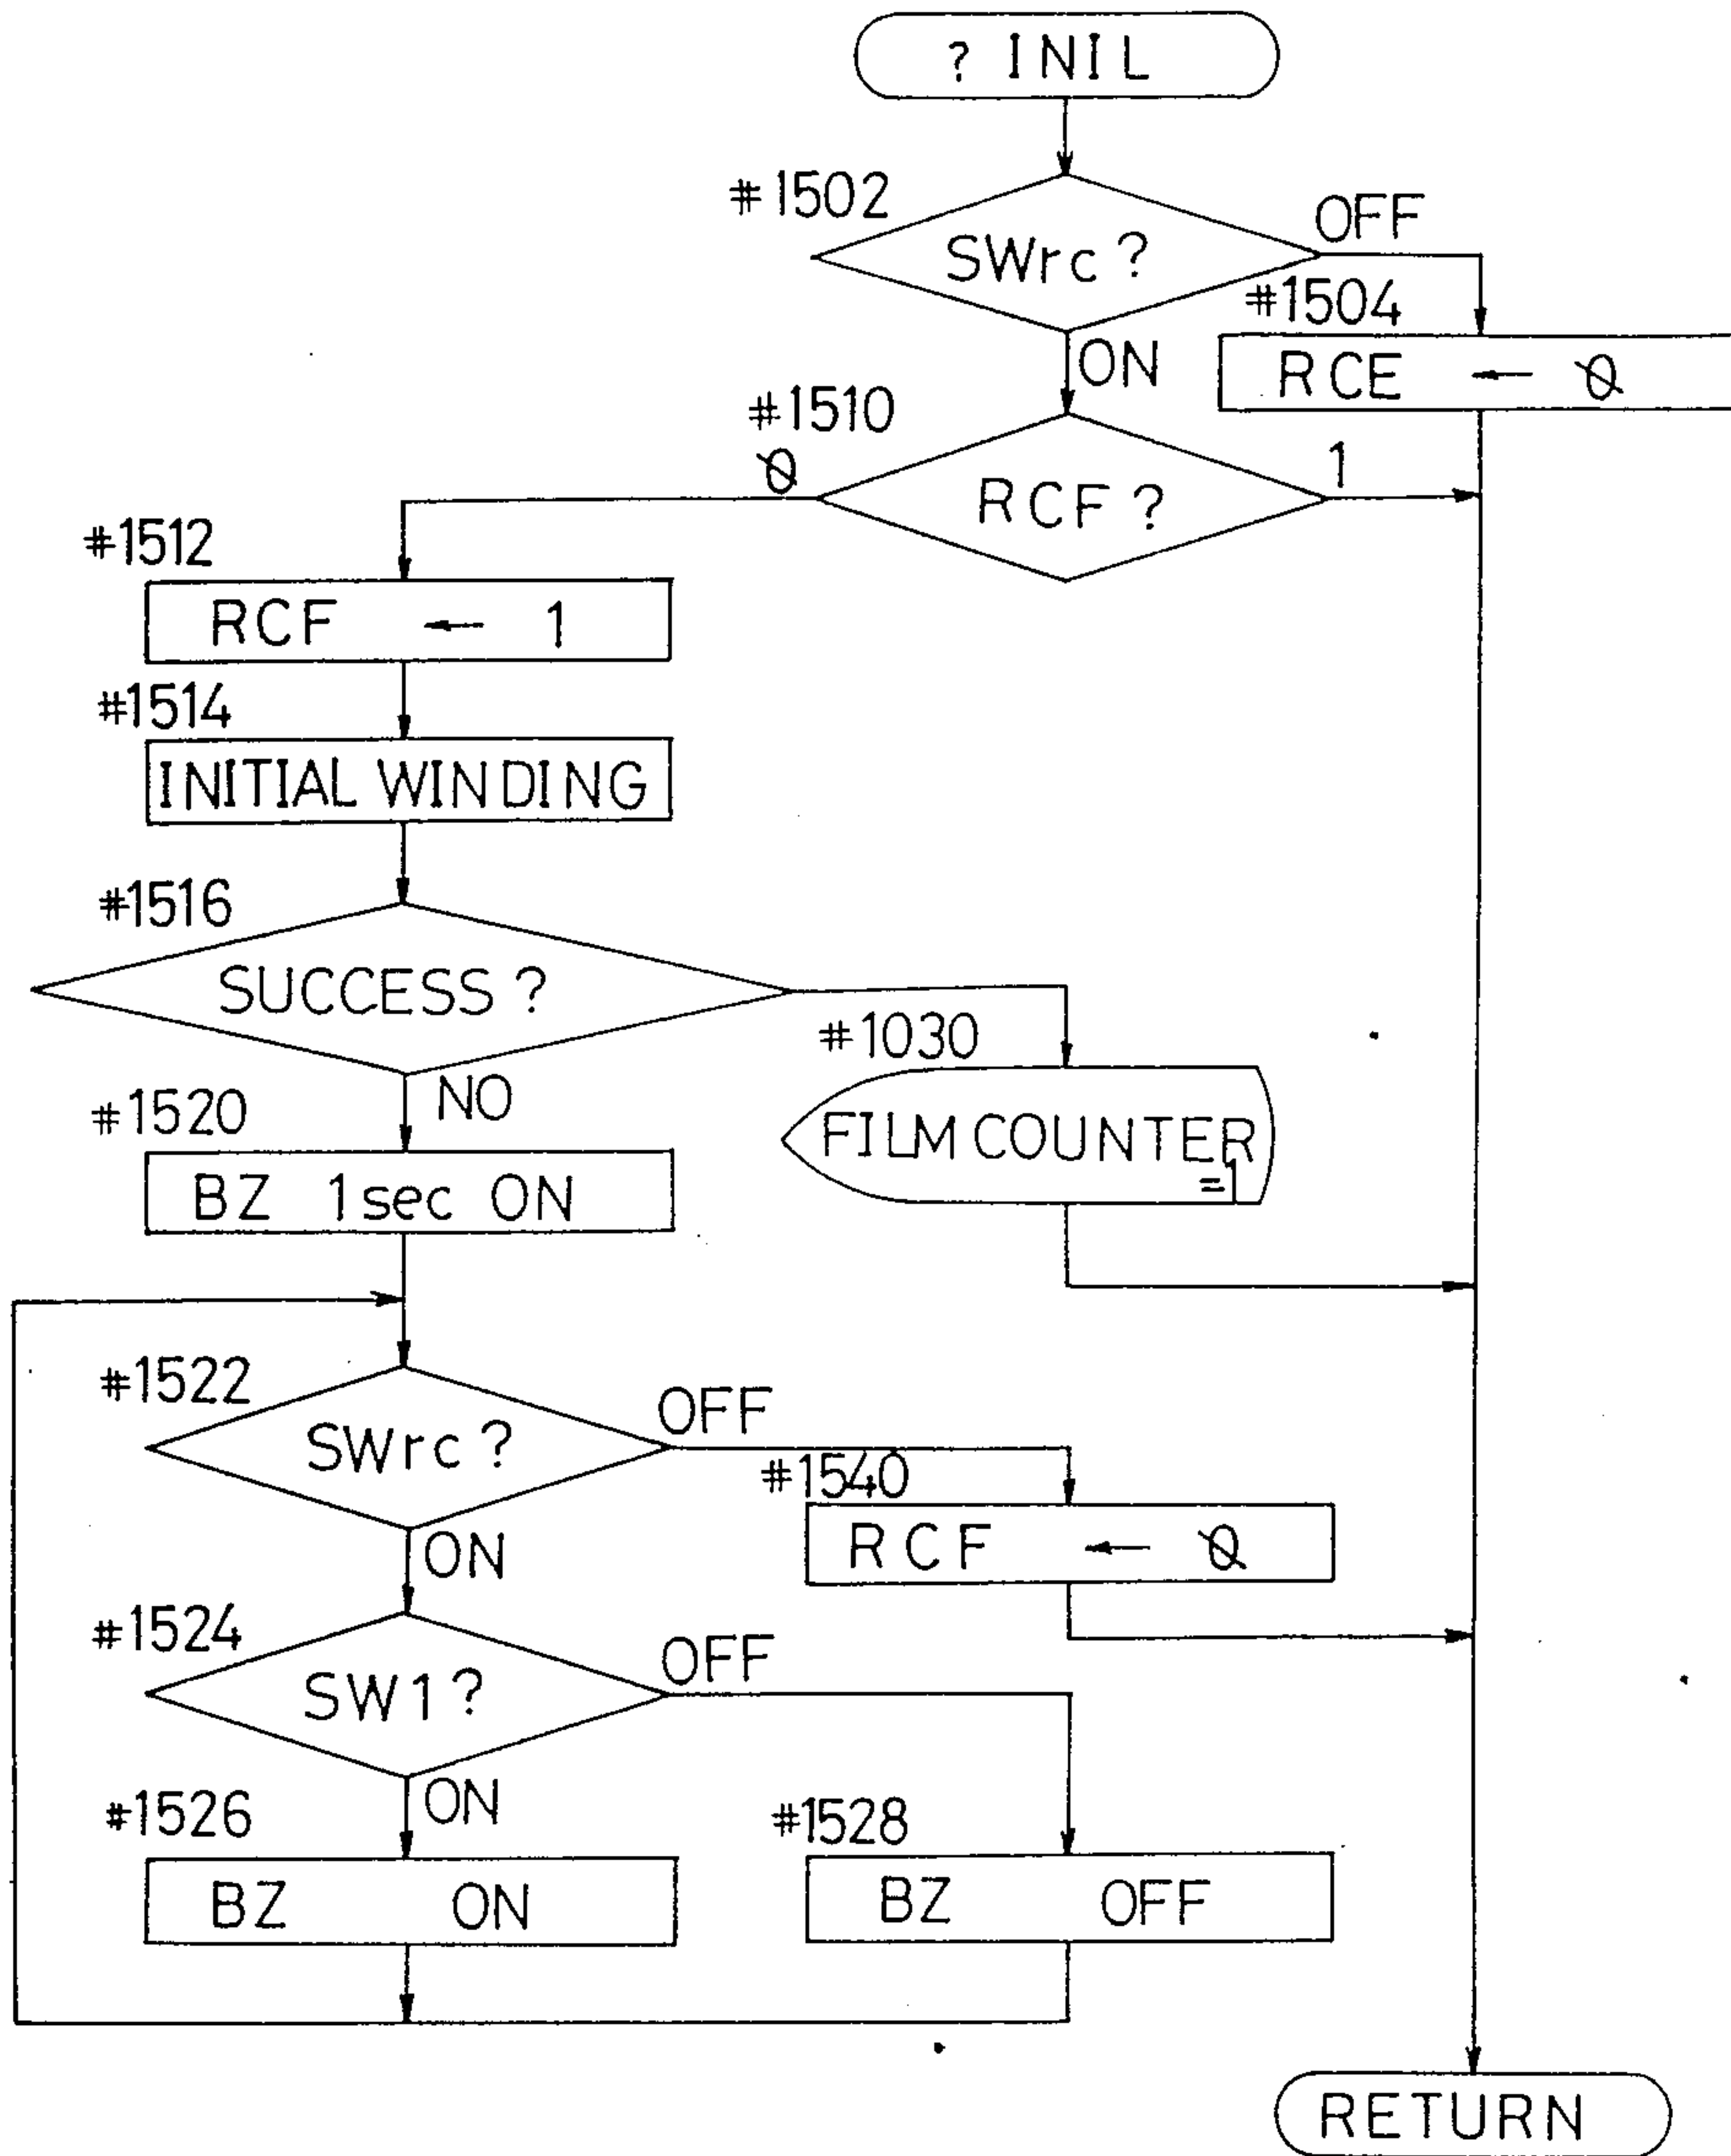 ? INIL
#1502
OFF
SWrc ?
#1504
ON
RCE ← 0
#1510
0
1
RCF ?
#1512
RCF ← 1
#1514
INITIAL WINDING
#1516
SUCCESS ?
#1030
NO
FILM COUNTER
=1
#1520
BZ 1sec ON
#1522
OFF
SWrc ?
#1540
ON
RCF ← 0
#1524
OFF
SW1 ?
ON
#1526
#1528
BZ ON
BZ OFF
RETURN